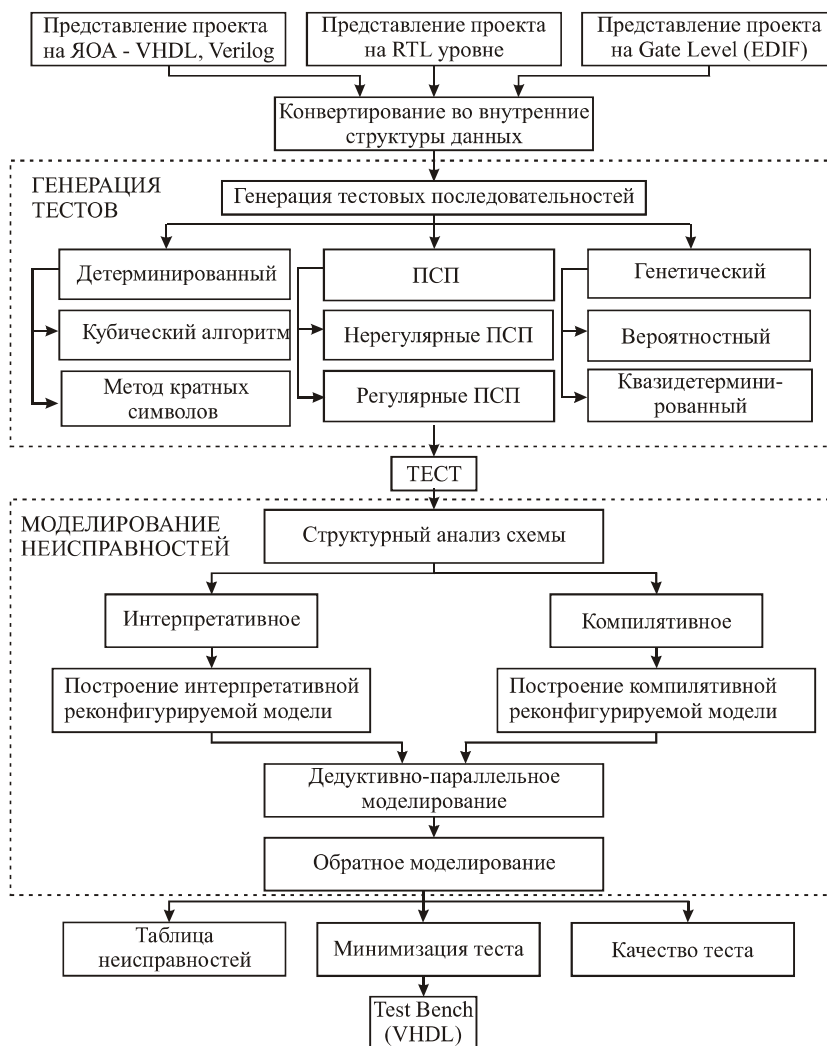 Представление проекта
на ЯОА - VHDL, Verilog
Представление проекта
на RTL уровне
Представление проекта
на Gate Level (EDIF)
Конвертирование во внутренние
структуры данных
ГЕНЕРАЦИЯ
ТЕСТОВ
Генерация тестовых последовательностей
Детерминированный
ПСП
Генетический
Кубический алгоритм
Нерегулярные ПСП
Вероятностный
Метод кратных
символов
Регулярные ПСП
Квазидетермини-
рованный
ТЕСТ
МОДЕЛИРОВАНИЕ
НЕИСПРАВНОСТЕЙ
Структурный анализ схемы
Интерпретативное
Компилятивное
Построение интерпретативной
реконфигурируемой модели
Построение компилятивной
реконфигурируемой модели
Дедуктивно-параллельное
моделирование
Обратное моделирование
Таблица
неисправностей
Минимизация теста
Качество теста
Test Bench
(VHDL)